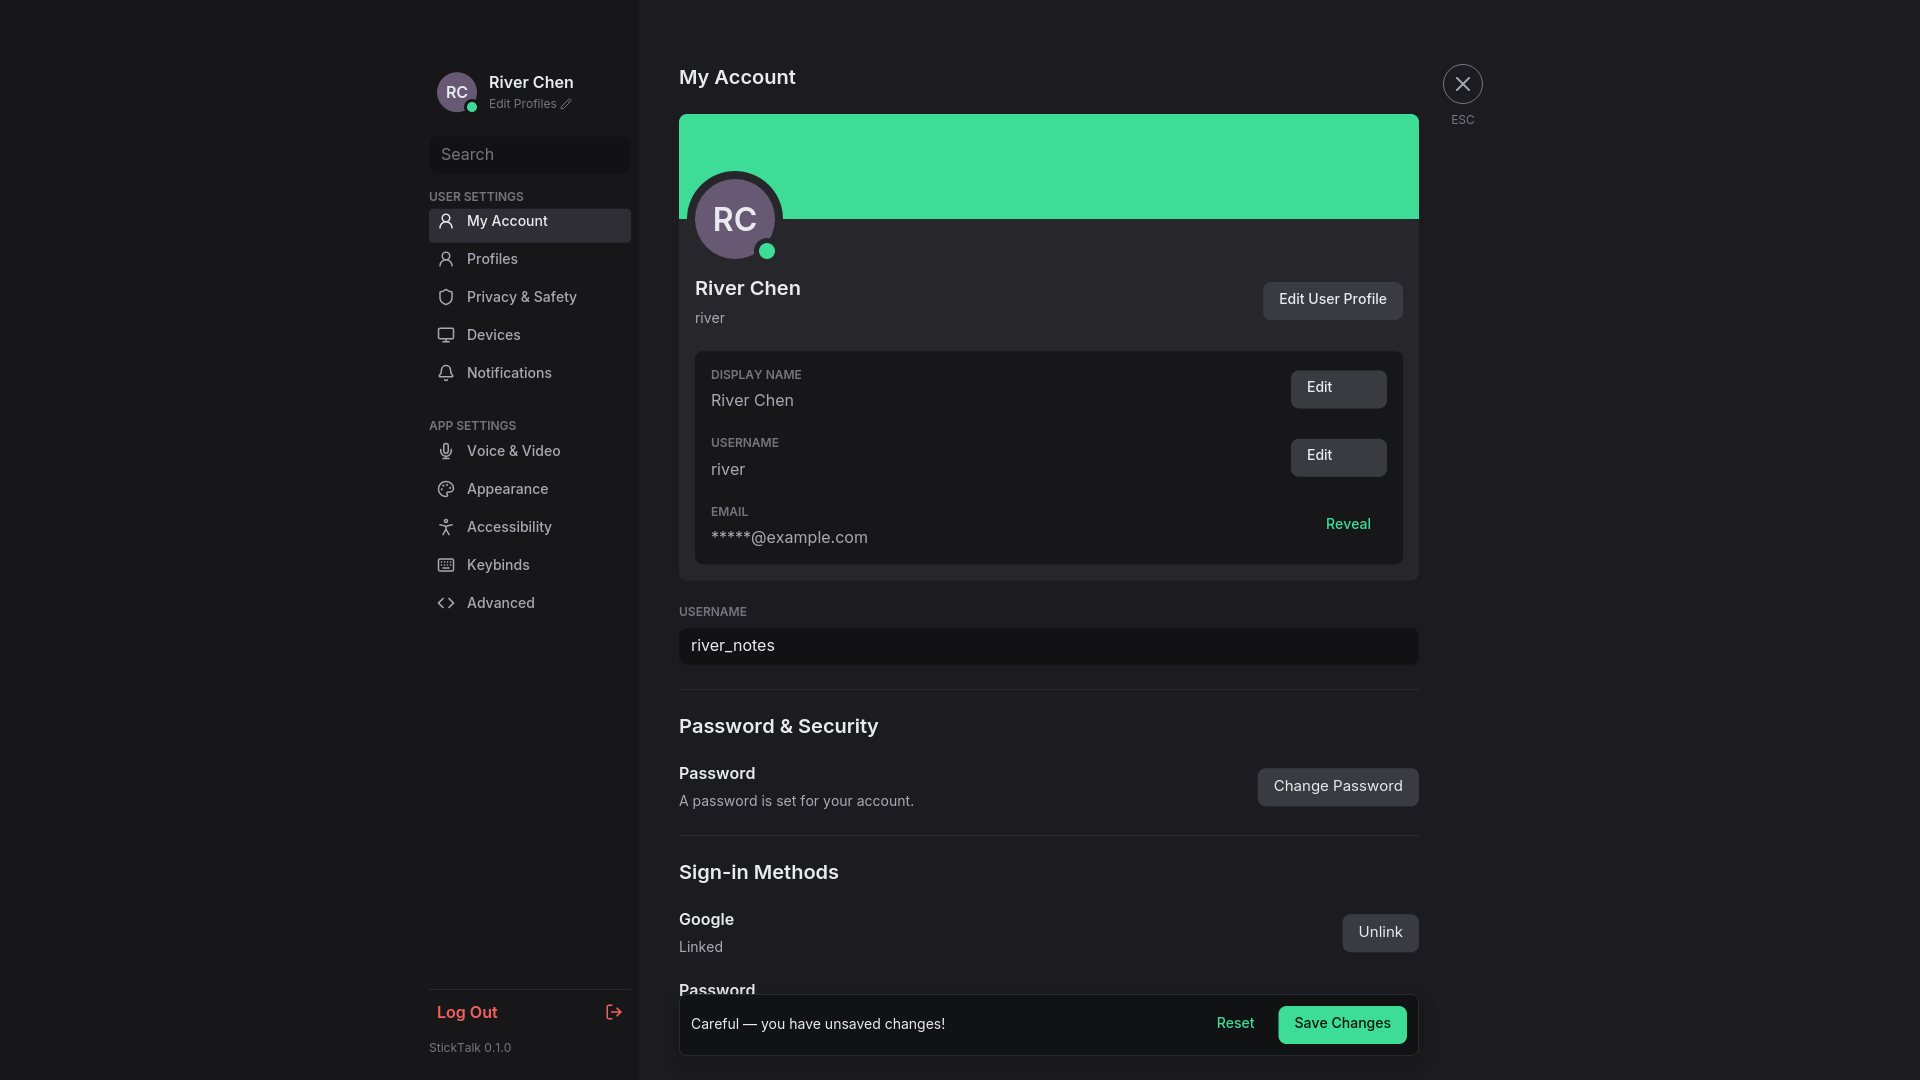 RC
River Chen
Edit Profiles
Search
USER SETTINGS
My Account
Profiles
Privacy & Safety
Devices
Notifications
APP SETTINGS
Voice & Video
Appearance
Accessibility
Keybinds
Advanced
Log Out
StickTalk 0.1.0
My Account
ESC
RC
River Chen
river
Edit User Profile
DISPLAY NAME
River Chen
Edit
USERNAME
river
Edit
EMAIL
*****@example.com
Reveal
USERNAME
river_notes
Password & Security
Password
A password is set for your account.
Change Password
Sign-in Methods
Google
Linked
Unlink
Password
Careful — you have unsaved changes!
Reset
Save Changes